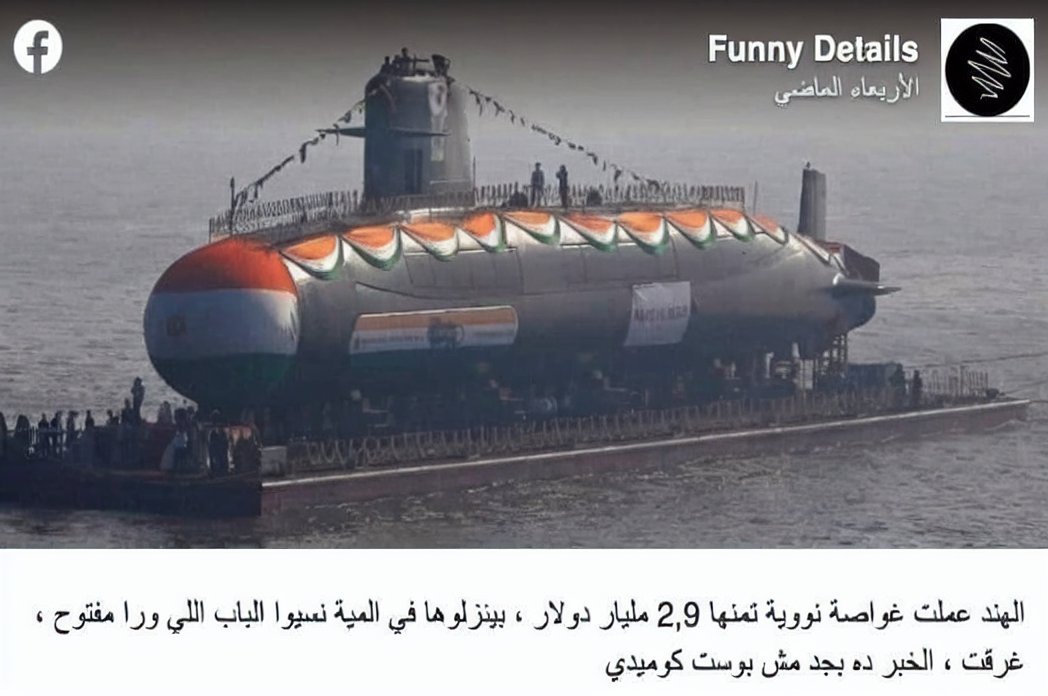 Funny Details
الأربعاء الماضي
الهند عملت غواصة نووية تمنها 2,9 مليار دولار ، بينزلوها في المية نسيوا الباب اللي ورا مفتوح ،
غرقت ، الخبر ده بجد مش بوست كوميدي